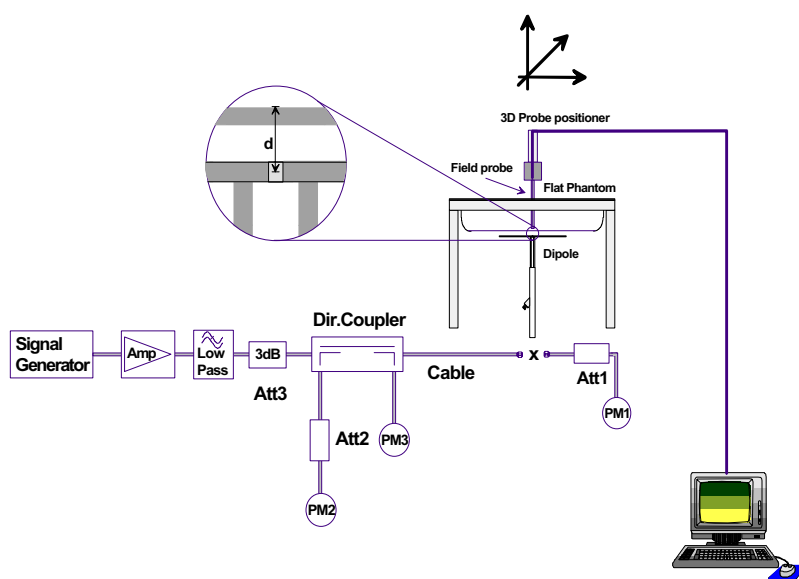 3D Probe positioner
d
Field probe
Flat Phantom
Dipole
Dir.Coupler
Signal
Generator
Amp
Low
Pass
3dB
Cable
x
Att1
Att3
PM1
Att2
PM3
PM2